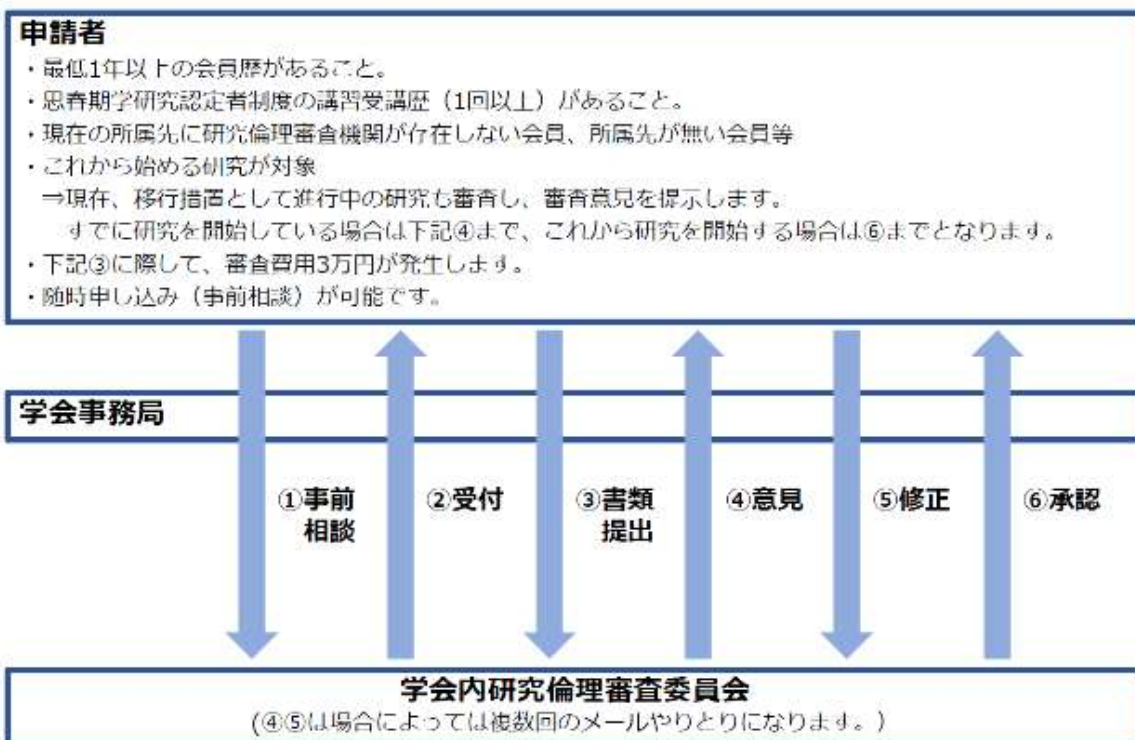 申請者
・最低1年以上の会員歴があること。
・思春期学研究認定者制度の講習受講歴（1回以上）があること。
・現在の所属先に研究倫理審査機関が存在しない会員、所属先が無い会員等
・これから始める研究が対象
⇒現在、移行措置として進行中の研究も審査し、審査意見を提示します。
すでに研究を開始している場合は下記④まで、これから研究を開始する場合は⑥までとなります。
・下記③に際して、審査費用3万円が発生します。
・随時申し込み（事前相談）が可能です。
学会事務局
①事前
相談
②受付
③書類
提出
④意見
⑤修正
⑥承認
学会内研究倫理審査委員会
(④⑤は場合によっては複数回のメールやりとりになります。)